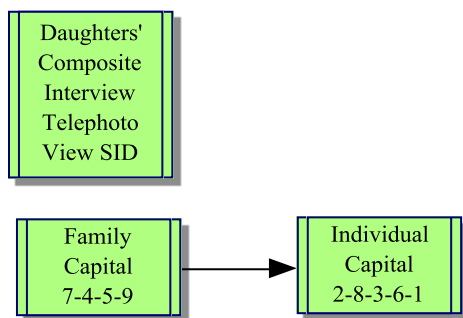 Daughters'
Composite
Interview
Telephoto
View SID
Family
Capital
7-4-5-9
Individual
Capital
2-8-3-6-1